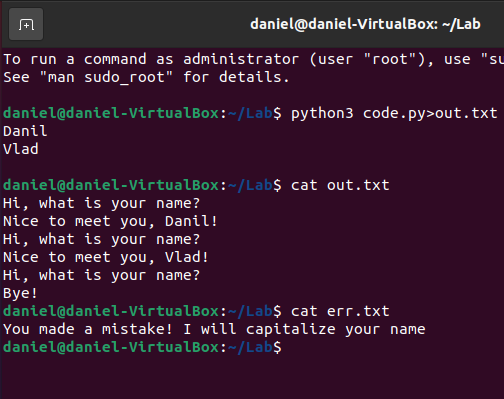 daniel@daniel-VirtualBox: ~/Lab
To run a command as administrator (user "root"), use "su
See "man sudo_root" for details.
daniel@daniel-VirtualBox:~/Lab$ python3 code.py>out.txt
Danil
Vlad
daniel@daniel-VirtualBox:~/Lab$ cat out.txt
Hi, what is your name?
Nice to meet you, Danil!
Hi, what is your name?
Nice to meet you, Vlad!
Hi, what is your name?
Bye!
daniel@daniel-VirtualBox:~/Lab$ cat err.txt
You made a mistake! I will capitalize your name
daniel@daniel-VirtualBox:~/Lab$